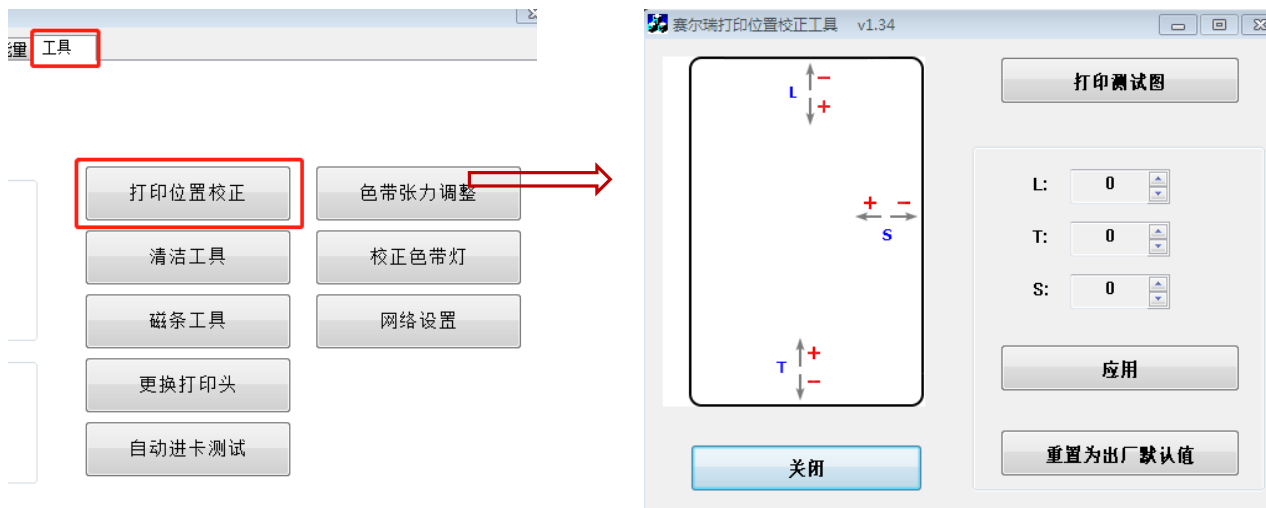 量 工具
打印位置校正
色带张力调整
清洁工具
校正色带灯
磁条工具
网络设置
更换打印头
自动进卡测试
赛尔瑞打印位置校正工具 v1.34
L
−
+
+ −
S
T
+
−
关闭
打印测试图
L: 0
T: 0
S: 0
应用
重置为出厂默认值